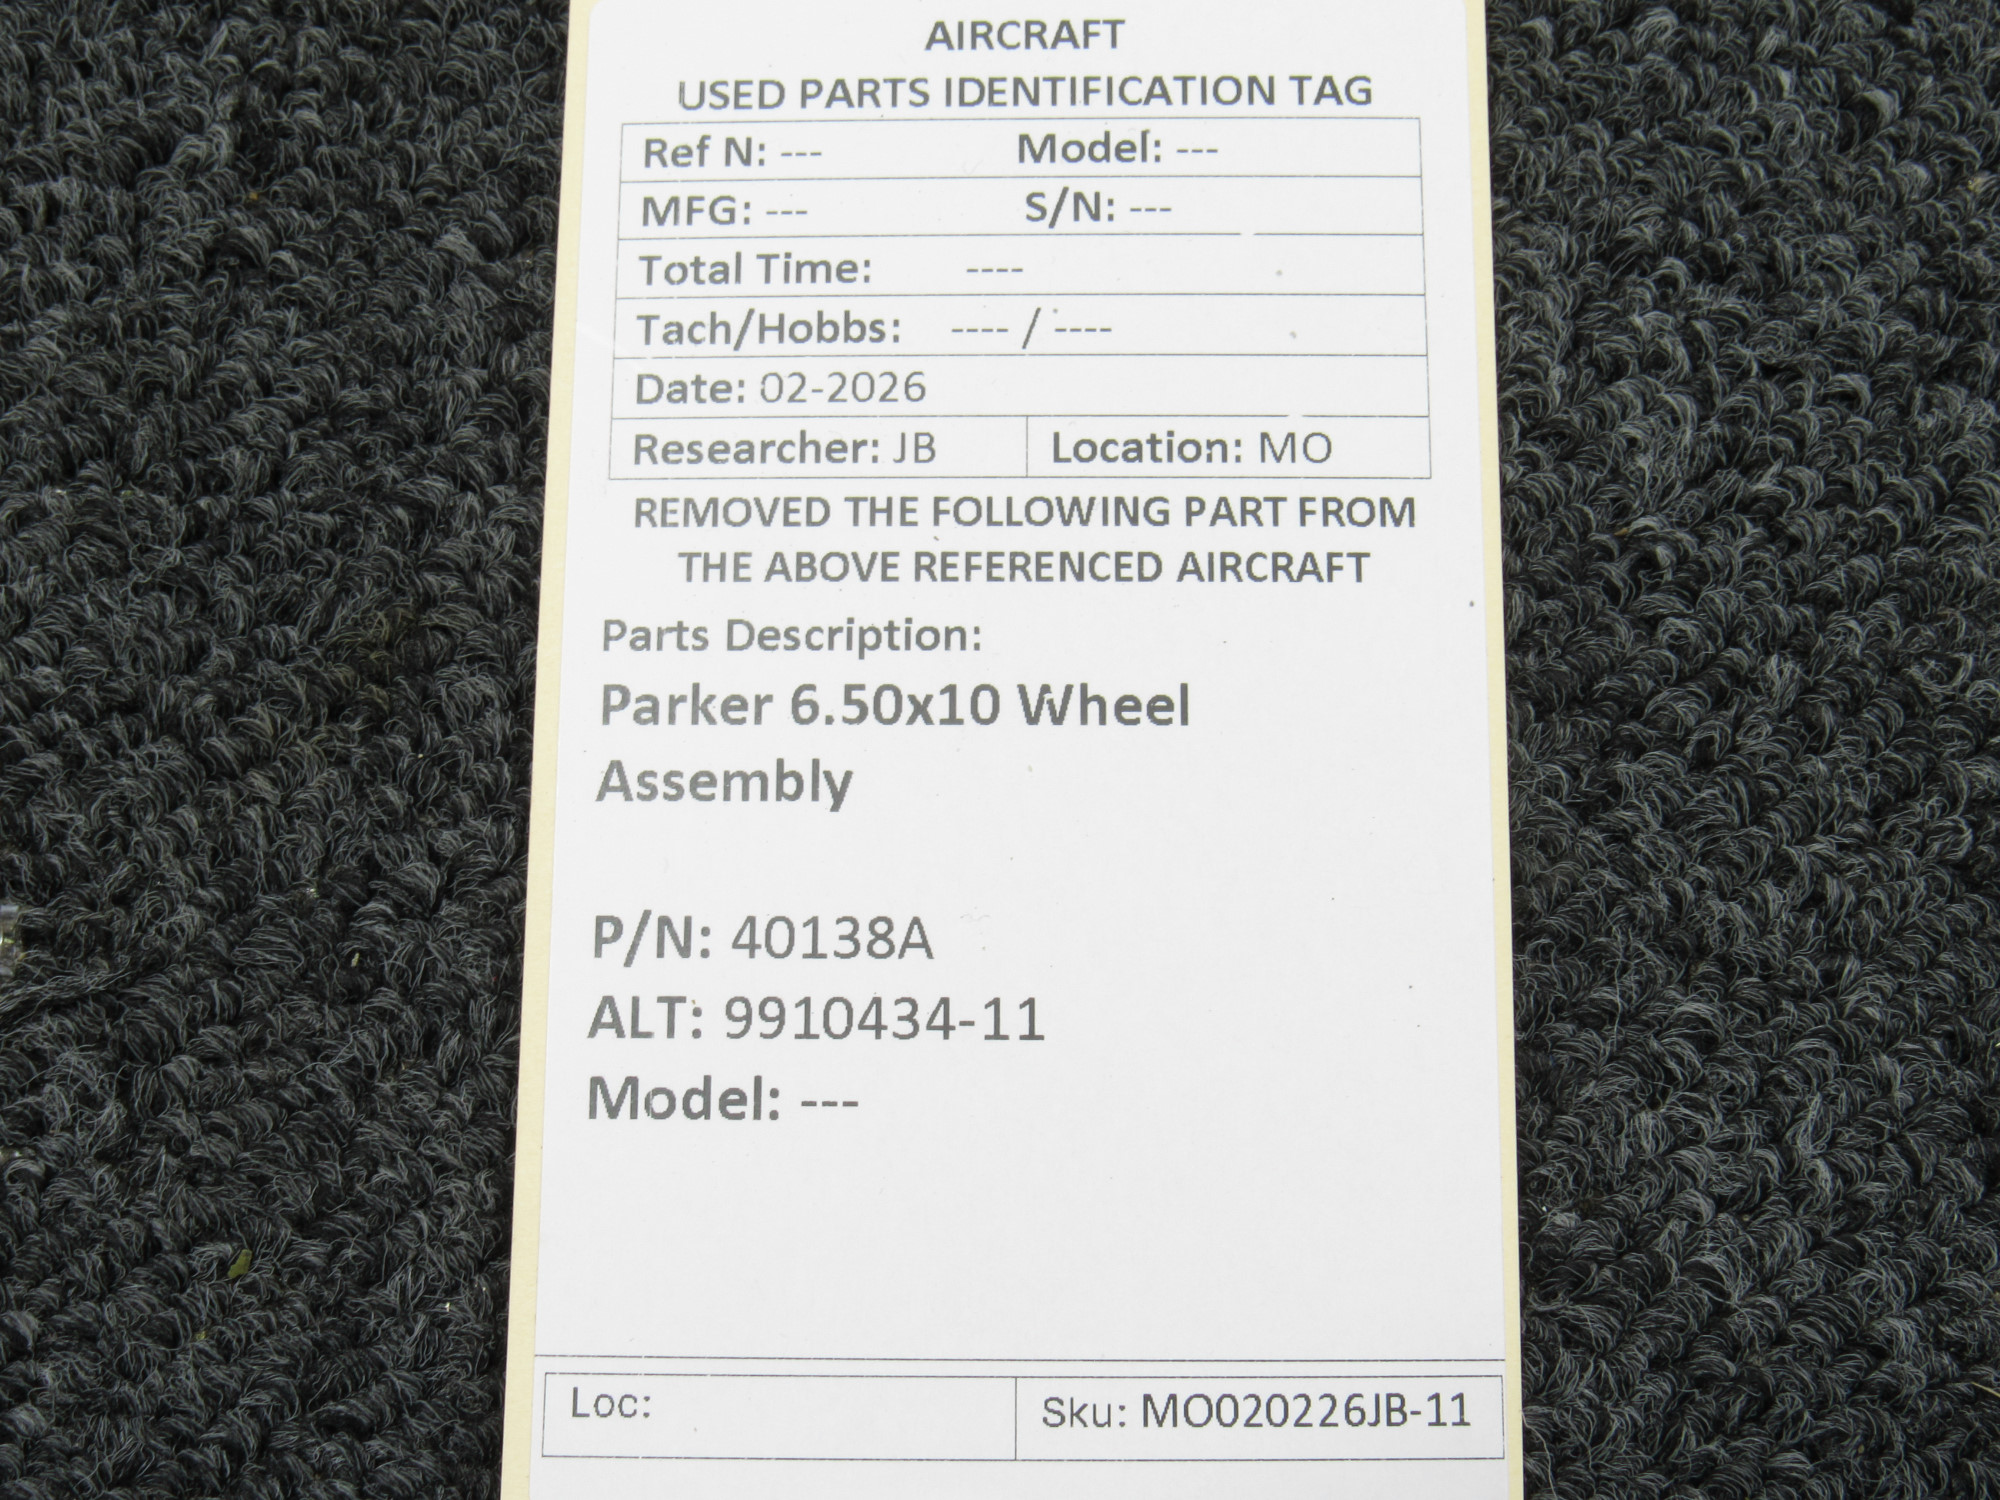 AIRCRAFT
USED PARTS IDENTIFICATION TAG
Ref N: --- Model: ---
MFG: --- S/N: ---
Total Time: ----
Tach/Hobbs: ---- / ----
Date: 02-2026
Researcher: JB Location: MO
REMOVED THE FOLLOWING PART FROM
THE ABOVE REFERENCED AIRCRAFT
Parts Description:
Parker 6.50x10 Wheel
Assembly
P/N: 40138A
ALT: 9910434-11
Model: ---
Loc: Sku: MO020226JB-11